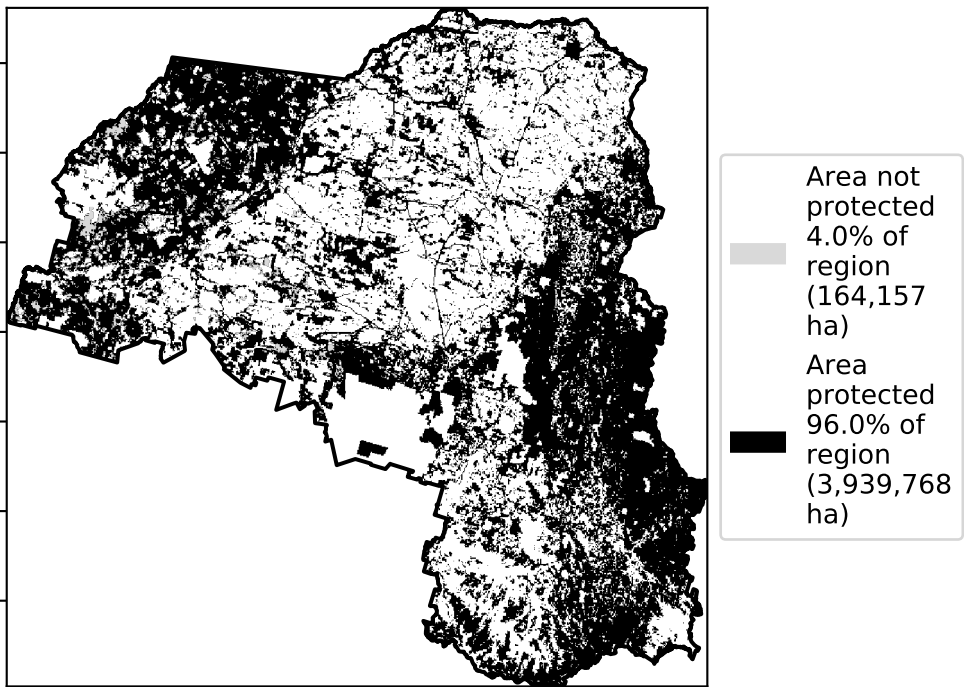 Area not
protected
4.0% of
region
(164,157
ha)
Area
protected
96.0% of
region
(3,939,768
ha)